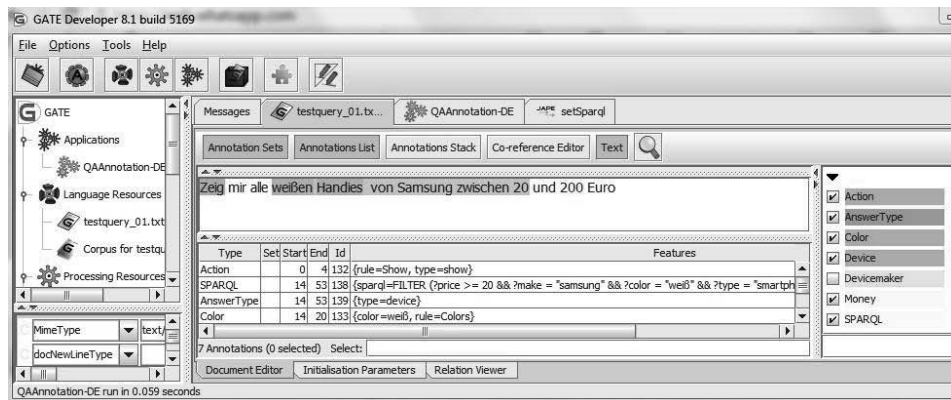 GATE Developer 8.1 build 5169
File Options Tools Help
GATE
Applications
QAAnnotation-DE
Language Resources
testquery_01.txt
Corpus for testqu
Processing Resources
MimeType text/
docNewLineType
Messages testquery_01.tx... QAAnnotation-DE JAPE setSparql
Annotation Sets Annotations List Annotations Stack Co-reference Editor Text
Zeig mir alle weißen Handies von Samsung zwischen 20 und 200 Euro
Type Set Start End Id Features
Action 0 4 132 {rule=Show, type=show}
SPARQL 14 53 138 {sparql=FILTER (?price >= 20 && ?make = "samsung" && ?color = "weiß" && ?type = "smartph
AnswerType 14 53 139 {type=device}
Color 14 20 133 {color=weiß, rule=Colors}
7 Annotations (0 selected) Select:
Document Editor Initialisation Parameters Relation Viewer
Action
AnswerType
Color
Device
Devicemaker
Money
SPARQL
QAAnnotation-DE run in 0.059 seconds